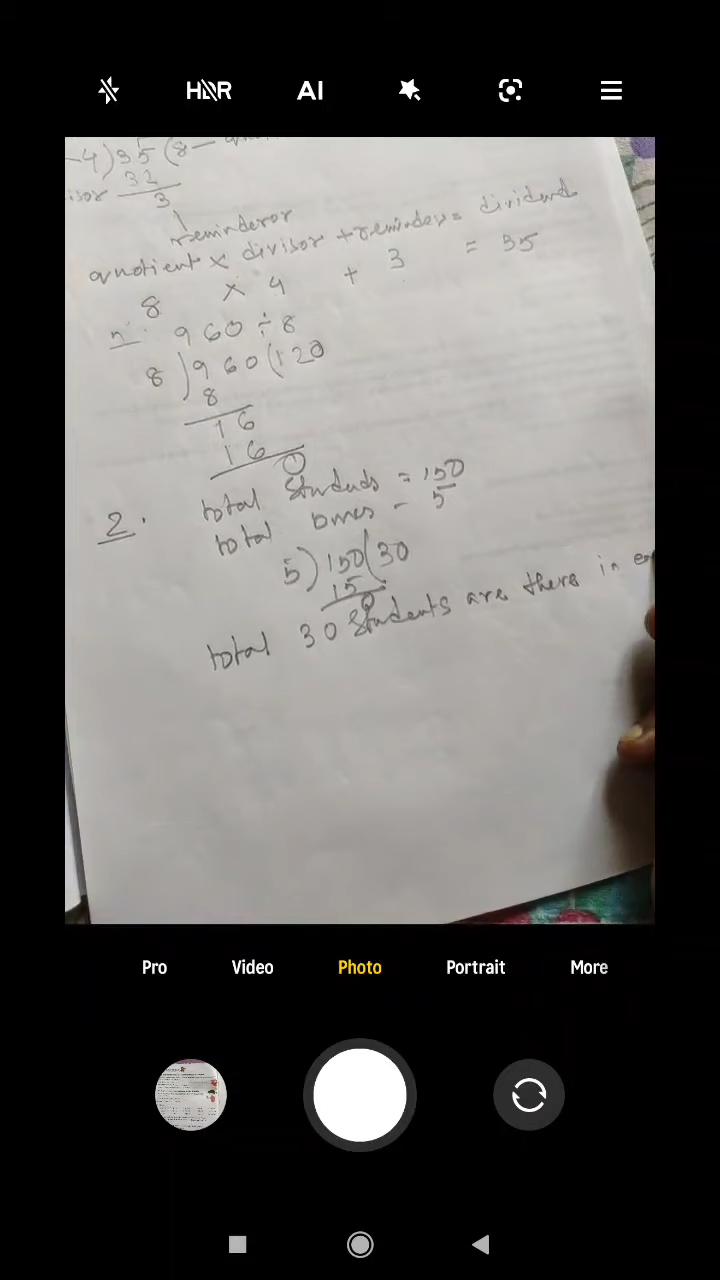 HDR AI
4)35(8
32
3
reminderor
quotient x divisor + reminder = dividend
8 x 4 + 3 = 35
960 ÷ 8
8)960(120
8
16
16
0
2. total students = 150
total - 5
5)150(30
15
0
total 30 Students are there in
Pro Video Photo Portrait More